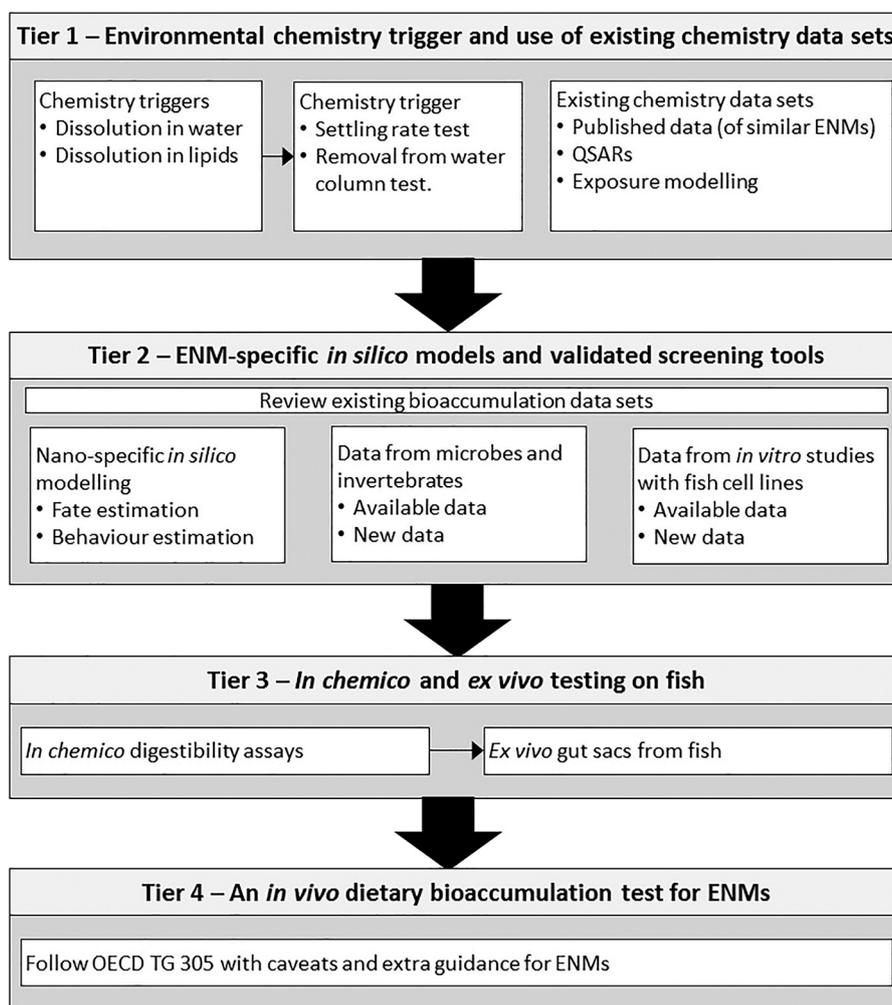 Tier 1 – Environmental chemistry trigger and use of existing chemistry data sets
Chemistry triggers
• Dissolution in water
• Dissolution in lipids
Chemistry trigger
• Settling rate test
• Removal from water
column test.
Existing chemistry data sets
• Published data (of similar ENMs)
• QSARs
• Exposure modelling
Tier 2 – ENM-specific in silico models and validated screening tools
Review existing bioaccumulation data sets
Nano-specific in silico
modelling
• Fate estimation
• Behaviour estimation
Data from microbes and
invertebrates
• Available data
• New data
Data from in vitro studies
with fish cell lines
• Available data
• New data
Tier 3 – In chemico and ex vivo testing on fish
In chemico digestibility assays
Ex vivo gut sacs from fish
Tier 4 – An in vivo dietary bioaccumulation test for ENMs
Follow OECD TG 305 with caveats and extra guidance for ENMs